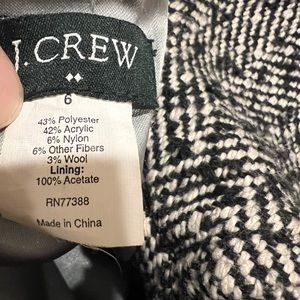 J. CREW
6
43% Polyester
42% Acrylic
6% Nylon
6% Other Fibers
3% Wool
Lining:
100% Acetate
RN77388
Made in China